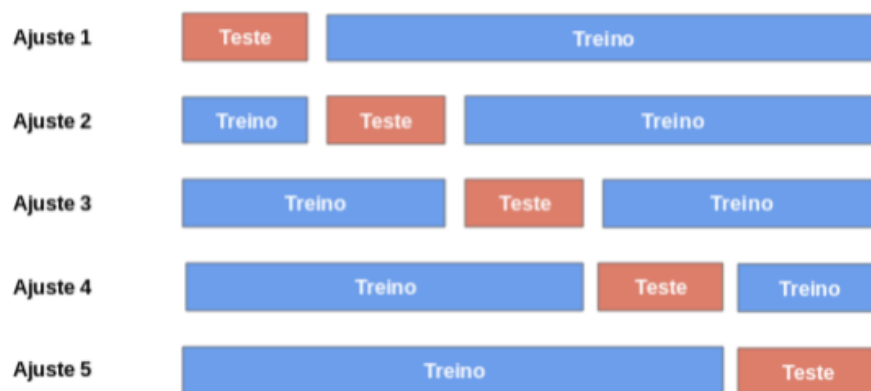 Ajuste 1 Teste Treino
Ajuste 2 Treino Teste Treino
Ajuste 3 Treino Teste Treino
Ajuste 4 Treino Teste Treino
Ajuste 5 Treino Teste